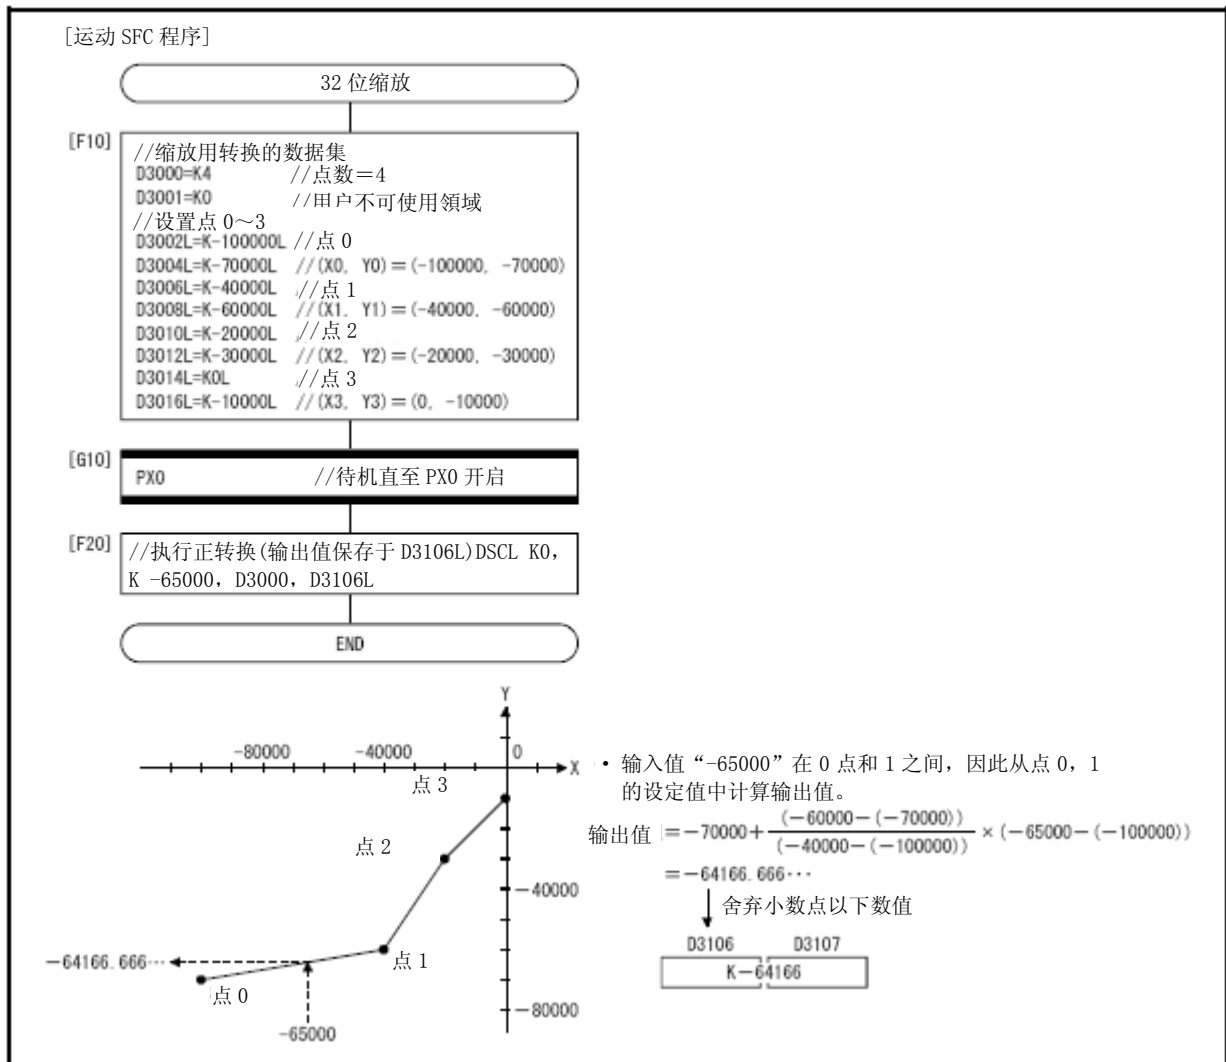 [运动 SFC 程序]
32 位缩放
[F10]
//缩放用转换的数据集
D3000=K4 //点数=4
D3001=K0 //用户不可使用領域
//设置点 0～3
D3002L=K-100000L //点 0
D3004L=K-70000L //(X0, Y0)=(-100000, -70000)
D3006L=K-40000L //点 1
D3008L=K-60000L //(X1, Y1)=(-40000, -60000)
D3010L=K-20000L //点 2
D3012L=K-30000L //(X2, Y2)=(-20000, -30000)
D3014L=K0L //点 3
D3016L=K-10000L //(X3, Y3)=(0, -10000)
[G10]
PX0 //待机直至 PX0 开启
[F20]
//执行正转换(输出值保存于 D3106L)DSCL K0,
K -65000, D3000, D3106L
END
Y
-80000 -40000 0
X
点 3
点 2
-40000
-64166.666···
点 1
点 0
-80000
-65000
• 输入值“-65000”在 0 点和 1 之间，因此从点 0，1
的设定值中计算输出值。
输出值 =-70000+ (-60000-(-70000)) / (-40000-(-100000)) ×(-65000-(-100000))
=-64166.666···
舍弃小数点以下数值
D3106 D3107
K-64166